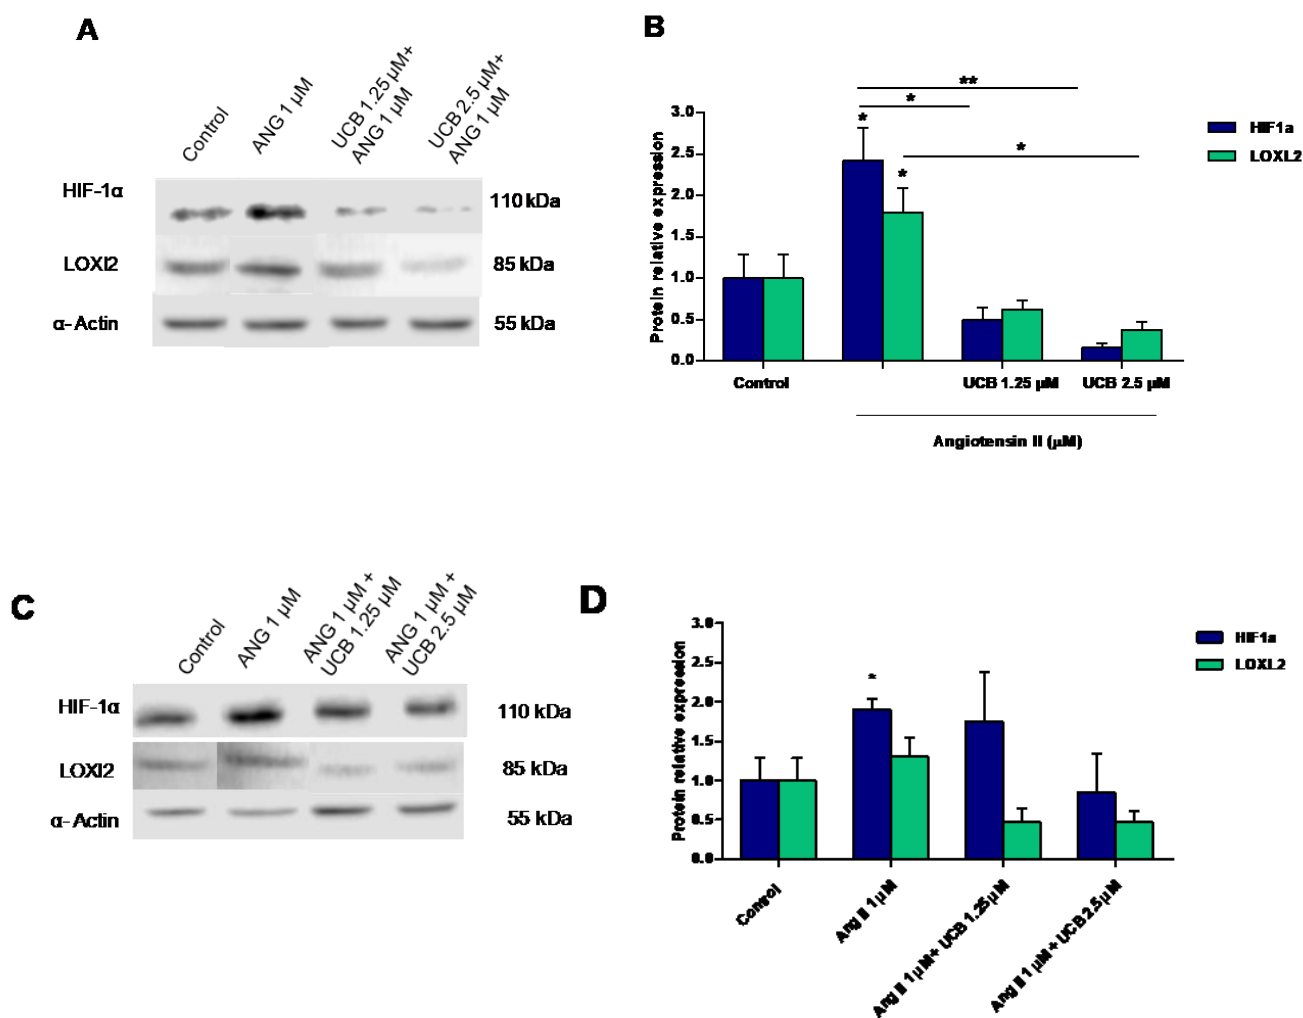 A
Control
ANG 1 µM
UCB 1.25 µM+
ANG 1 µM
UCB 2.5 µM+
ANG 1 µM
HIF-1α
110 kDa
LOXl2
85 kDa
α-Actin
55 kDa
B
**
*
*
*
*
3.0
2.5
2.0
1.5
1.0
0.5
0.0
Protein relative expression
HIF1a
LOXL2
Control
UCB 1.25 µM
UCB 2.5 µM
Angiotensin II (µM)
C
Control
ANG 1 µM
ANG 1 µM +
UCB 1.25 µM
ANG 1 µM +
UCB 2.5 µM
HIF-1α
110 kDa
LOXl2
85 kDa
α-Actin
55 kDa
D
*
3.0
2.5
2.0
1.5
1.0
0.5
0.0
Protein relative expression
HIF1a
LOXL2
Control
Ang II 1µM
Ang II 1µM+ UCB 1.25µM
Ang II 1µM+ UCB 2.5µM